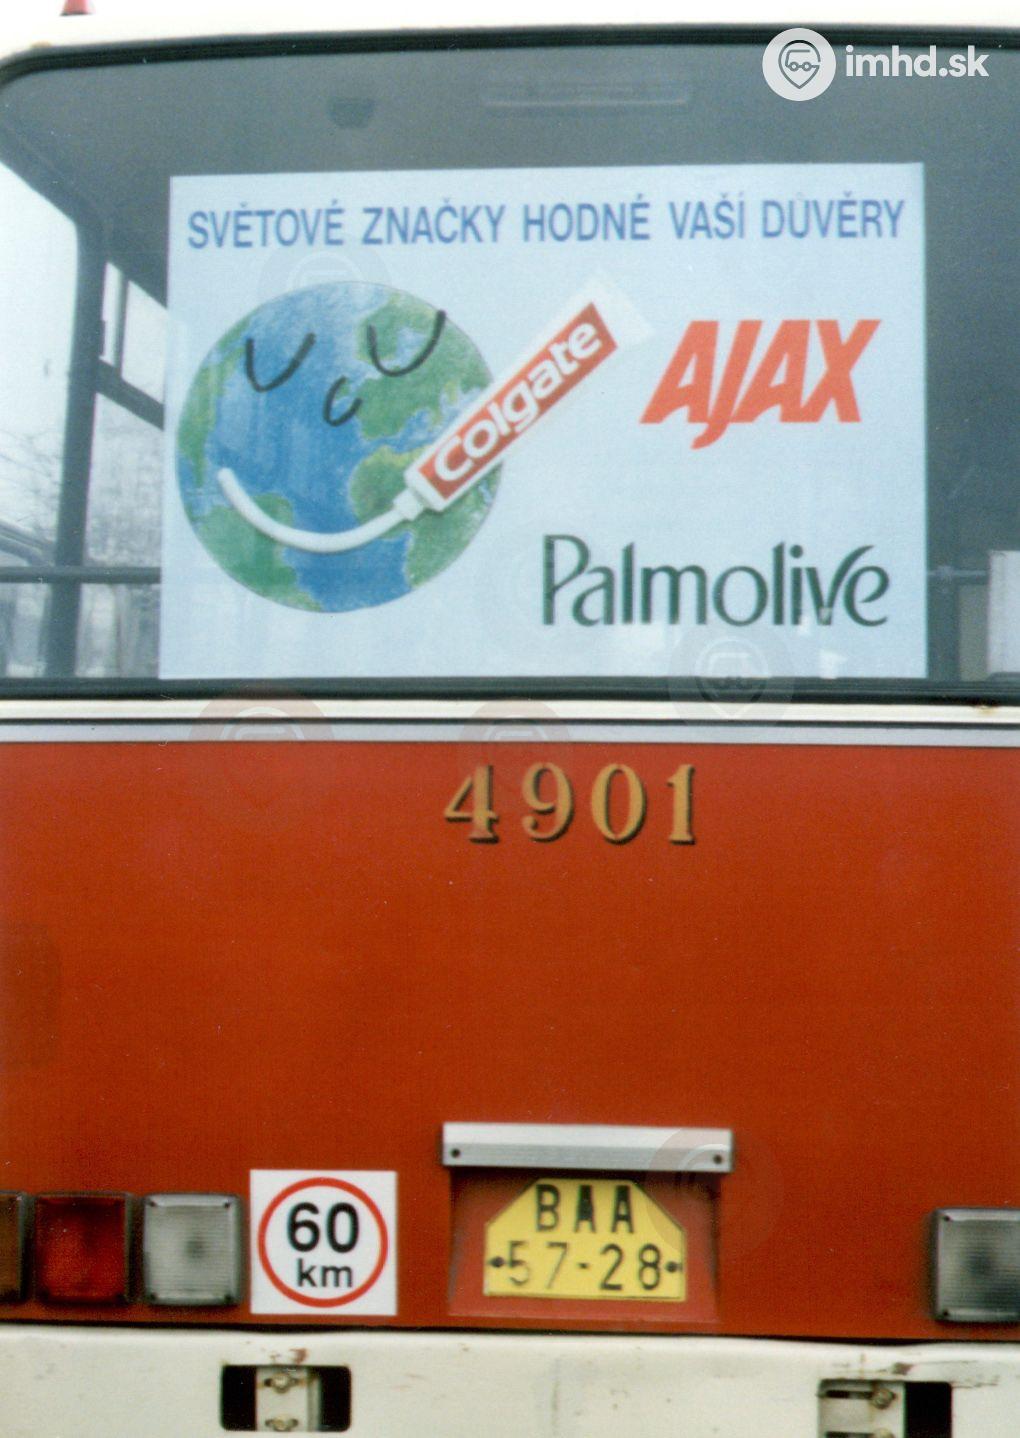 imhd.sk
SVĚTOVÉ ZNAČKY HODNÉ VAŠÍ DŮVĚRY
Colgate
AJAX
Palmolive
4901
60
km
BAA
57-28